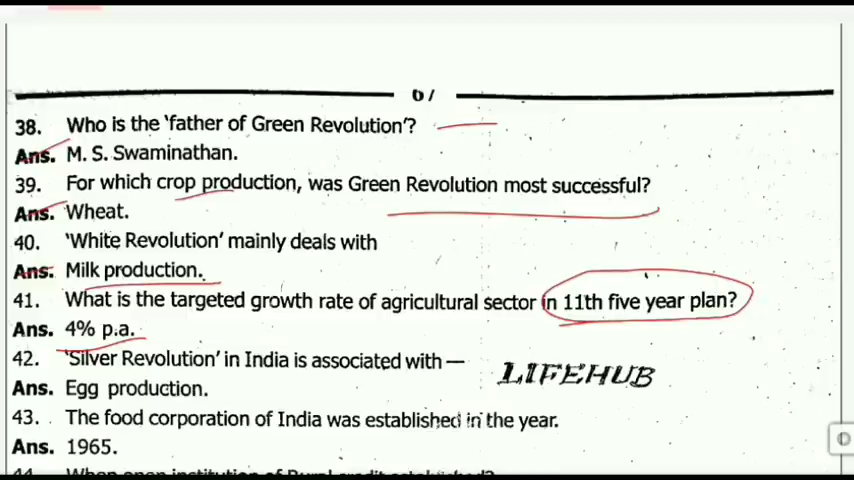 38. Who is the 'father of Green Revolution'?
Ans. M. S. Swaminathan.
39. For which crop production, was Green Revolution most successful?
Ans. Wheat.
40. 'White Revolution' mainly deals with
Ans. Milk production.
41. What is the targeted growth rate of agricultural sector in 11th five year plan?
Ans. 4% p.a.
42. 'Silver Revolution' in India is associated with —
LIFEHUB
Ans. Egg production.
43. The food corporation of India was established in the year.
Ans. 1965.